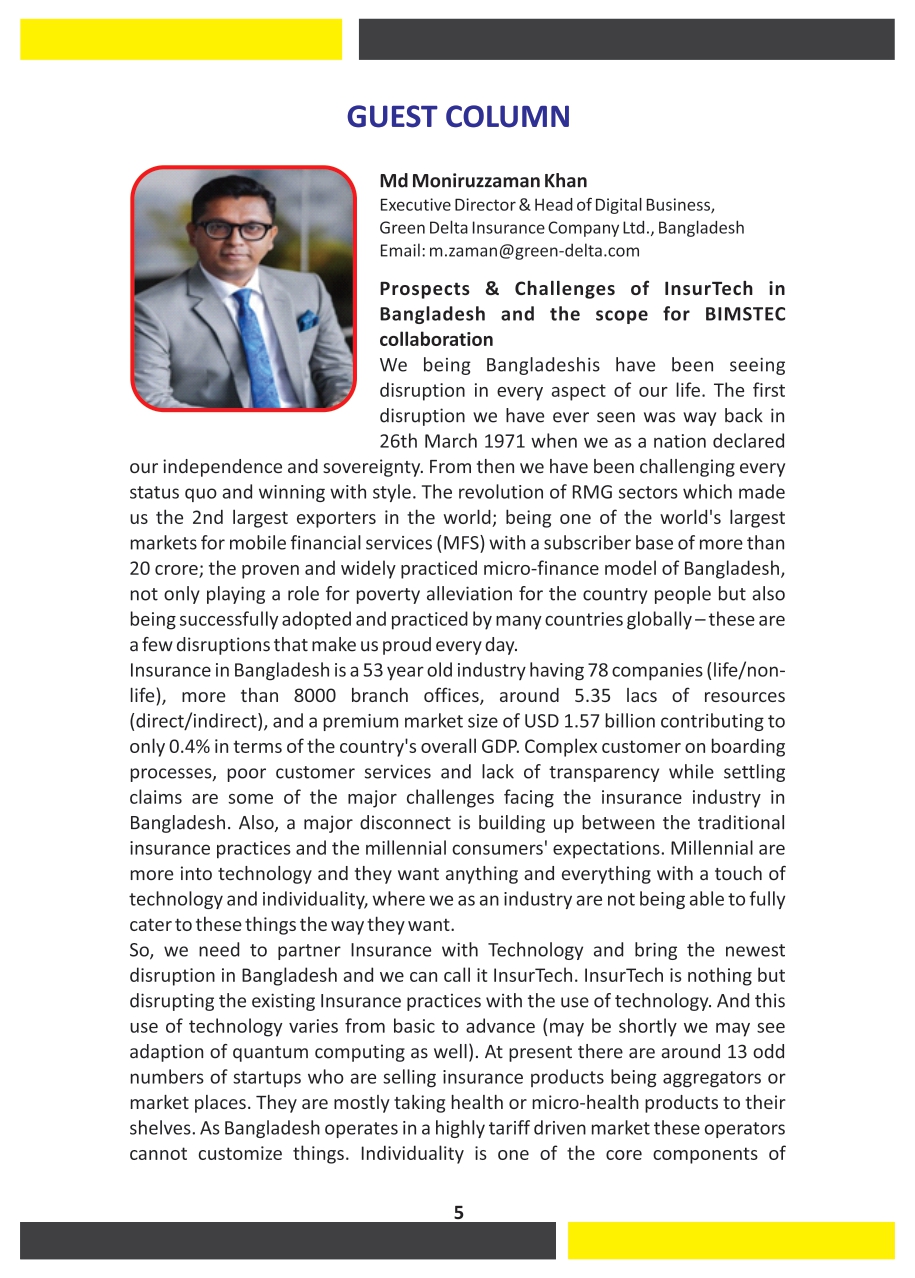 GUEST COLUMN
Md Moniruzzaman Khan
Executive Director & Head of Digital Business,
Green Delta Insurance Company Ltd., Bangladesh
Email: m.zaman@green-delta.com
Prospects & Challenges of InsurTech in
Bangladesh and the scope for BIMSTEC
collaboration
We being Bangladeshis have been seeing
disruption in every aspect of our life. The first
disruption we have ever seen was way back in
26th March 1971 when we as a nation declared
our independence and sovereignty. From then we have been challenging every
status quo and winning with style. The revolution of RMG sectors which made
us the 2nd largest exporters in the world; being one of the world's largest
markets for mobile financial services (MFS) with a subscriber base of more than
20 crore; the proven and widely practiced micro-finance model of Bangladesh,
not only playing a role for poverty alleviation for the country people but also
being successfully adopted and practiced by many countries globally – these are
a few disruptions that make us proud every day.
Insurance in Bangladesh is a 53 year old industry having 78 companies (life/non-
life), more than 8000 branch offices, around 5.35 lacs of resources
(direct/indirect), and a premium market size of USD 1.57 billion contributing to
only 0.4% in terms of the country's overall GDP. Complex customer on boarding
processes, poor customer services and lack of transparency while settling
claims are some of the major challenges facing the insurance industry in
Bangladesh. Also, a major disconnect is building up between the traditional
insurance practices and the millennial consumers' expectations. Millennial are
more into technology and they want anything and everything with a touch of
technology and individuality, where we as an industry are not being able to fully
cater to these things the way they want.
So, we need to partner Insurance with Technology and bring the newest
disruption in Bangladesh and we can call it InsurTech. InsurTech is nothing but
disrupting the existing Insurance practices with the use of technology. And this
use of technology varies from basic to advance (may be shortly we may see
adaption of quantum computing as well). At present there are around 13 odd
numbers of startups who are selling insurance products being aggregators or
market places. They are mostly taking health or micro-health products to their
shelves. As Bangladesh operates in a highly tariff driven market these operators
cannot customize things. Individuality is one of the core components of
5